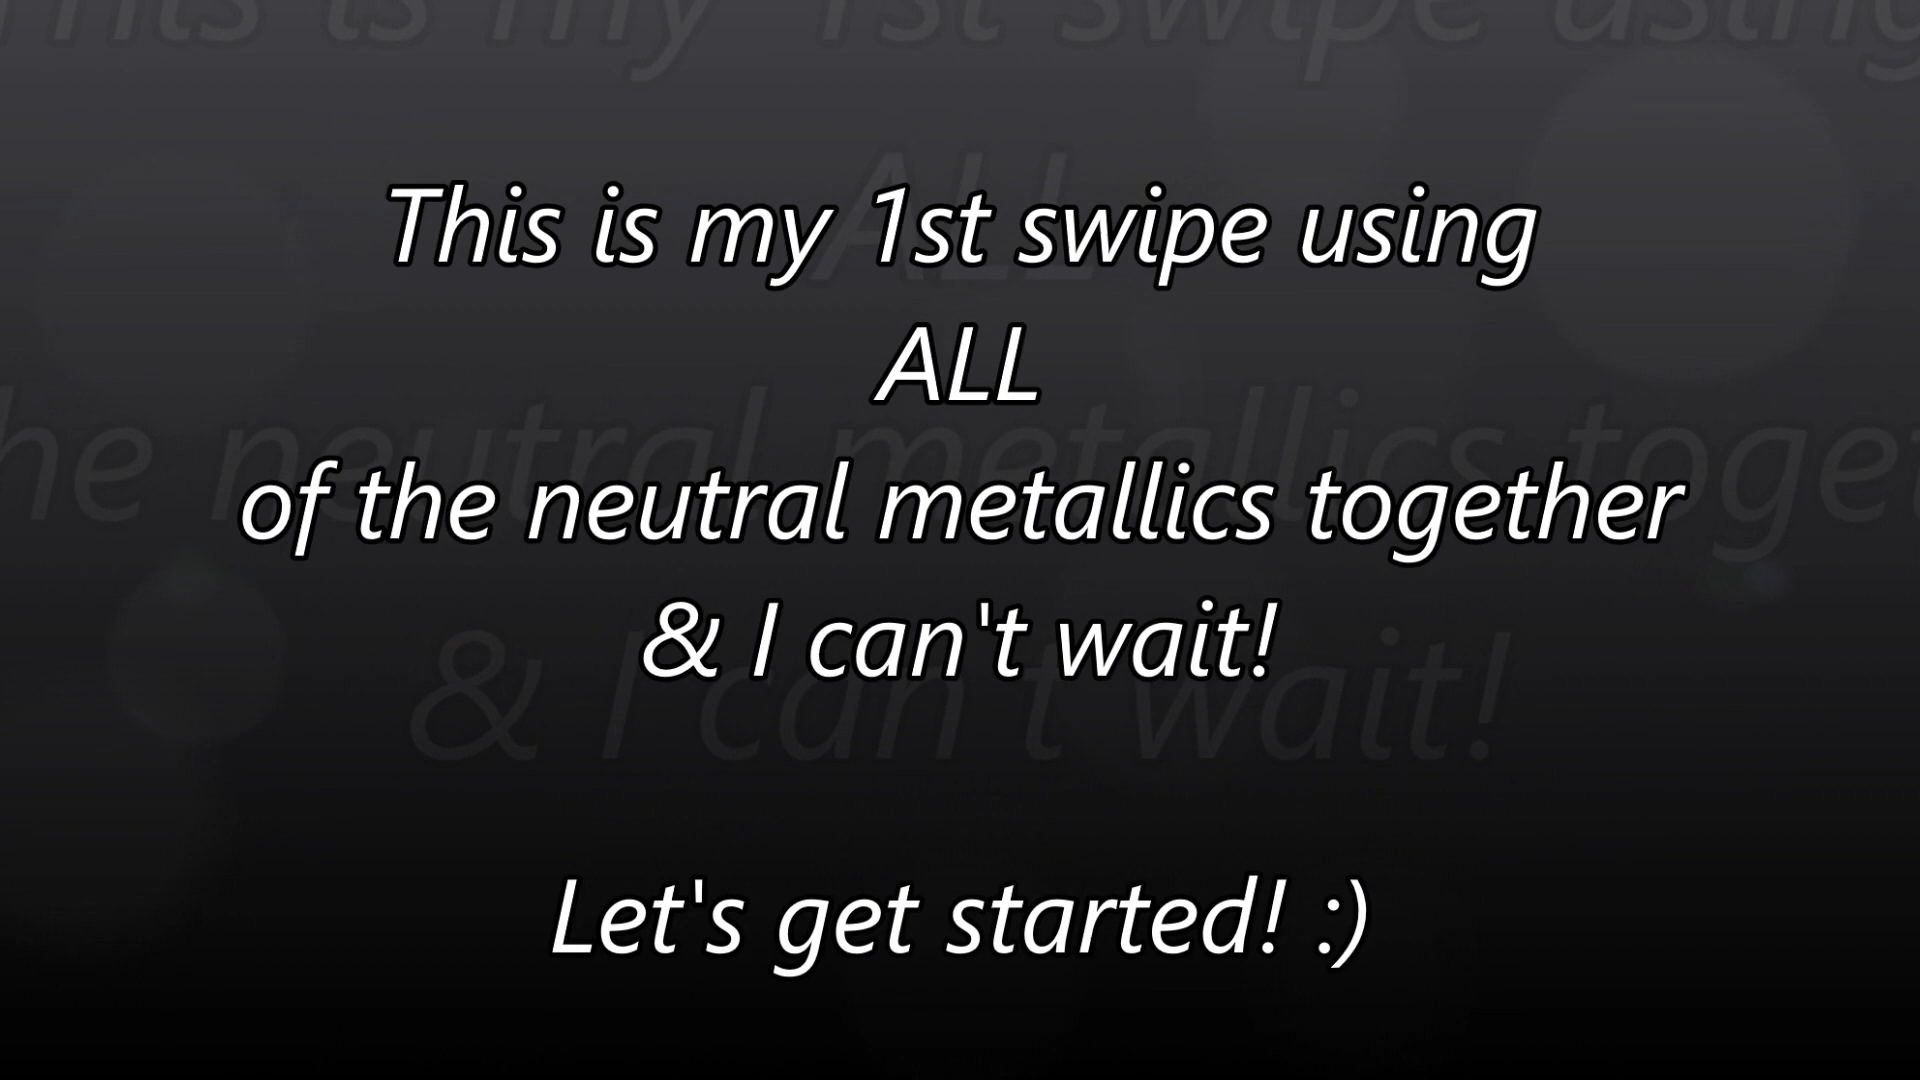 This is my 1st swipe using
ALL
of the neutral metallics together
& I can't wait!
Let's get started! :)